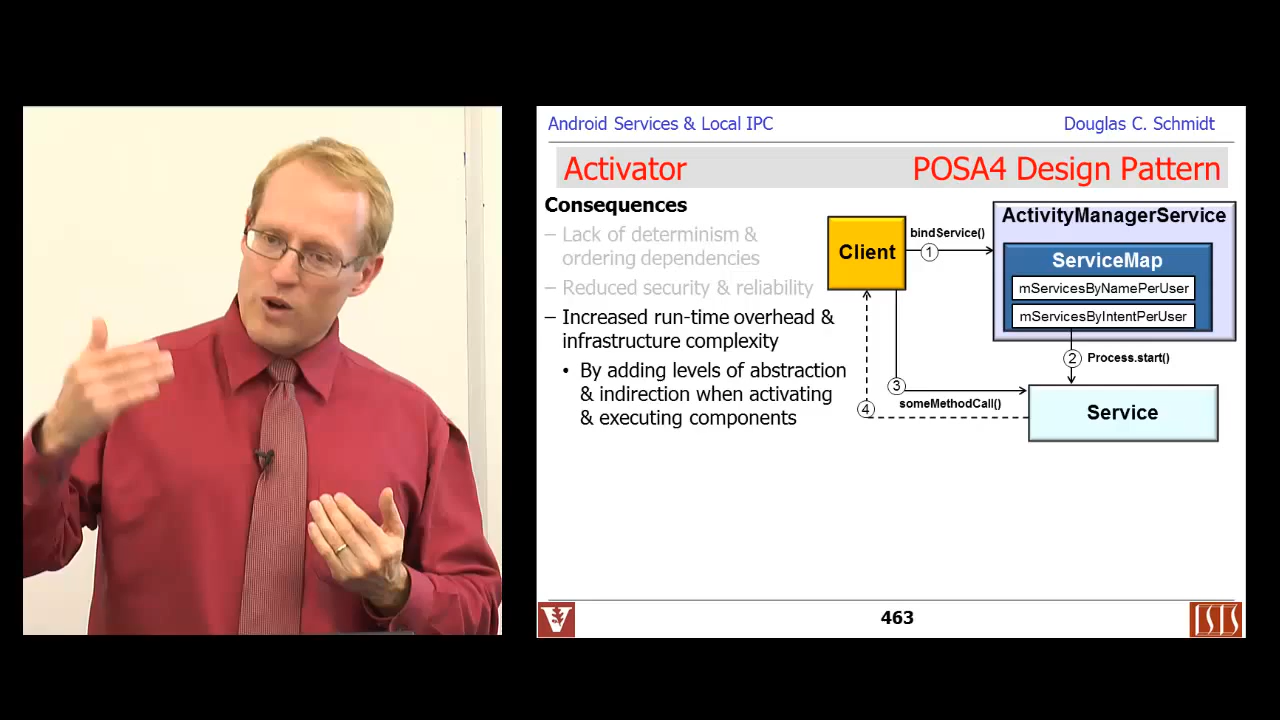 Android Services & Local IPC
Douglas C. Schmidt
Activator
POSA4 Design Pattern
Consequences
– Lack of determinism &
ordering dependencies
– Reduced security & reliability
– Increased run-time overhead &
infrastructure complexity
• By adding levels of abstraction
& indirection when activating
& executing components
Client
bindService()
1
ActivityManagerService
ServiceMap
mServicesByNamePerUser
mServicesByIntentPerUser
2
Process.start()
3
someMethodCall()
4
Service
V
463
ISIS